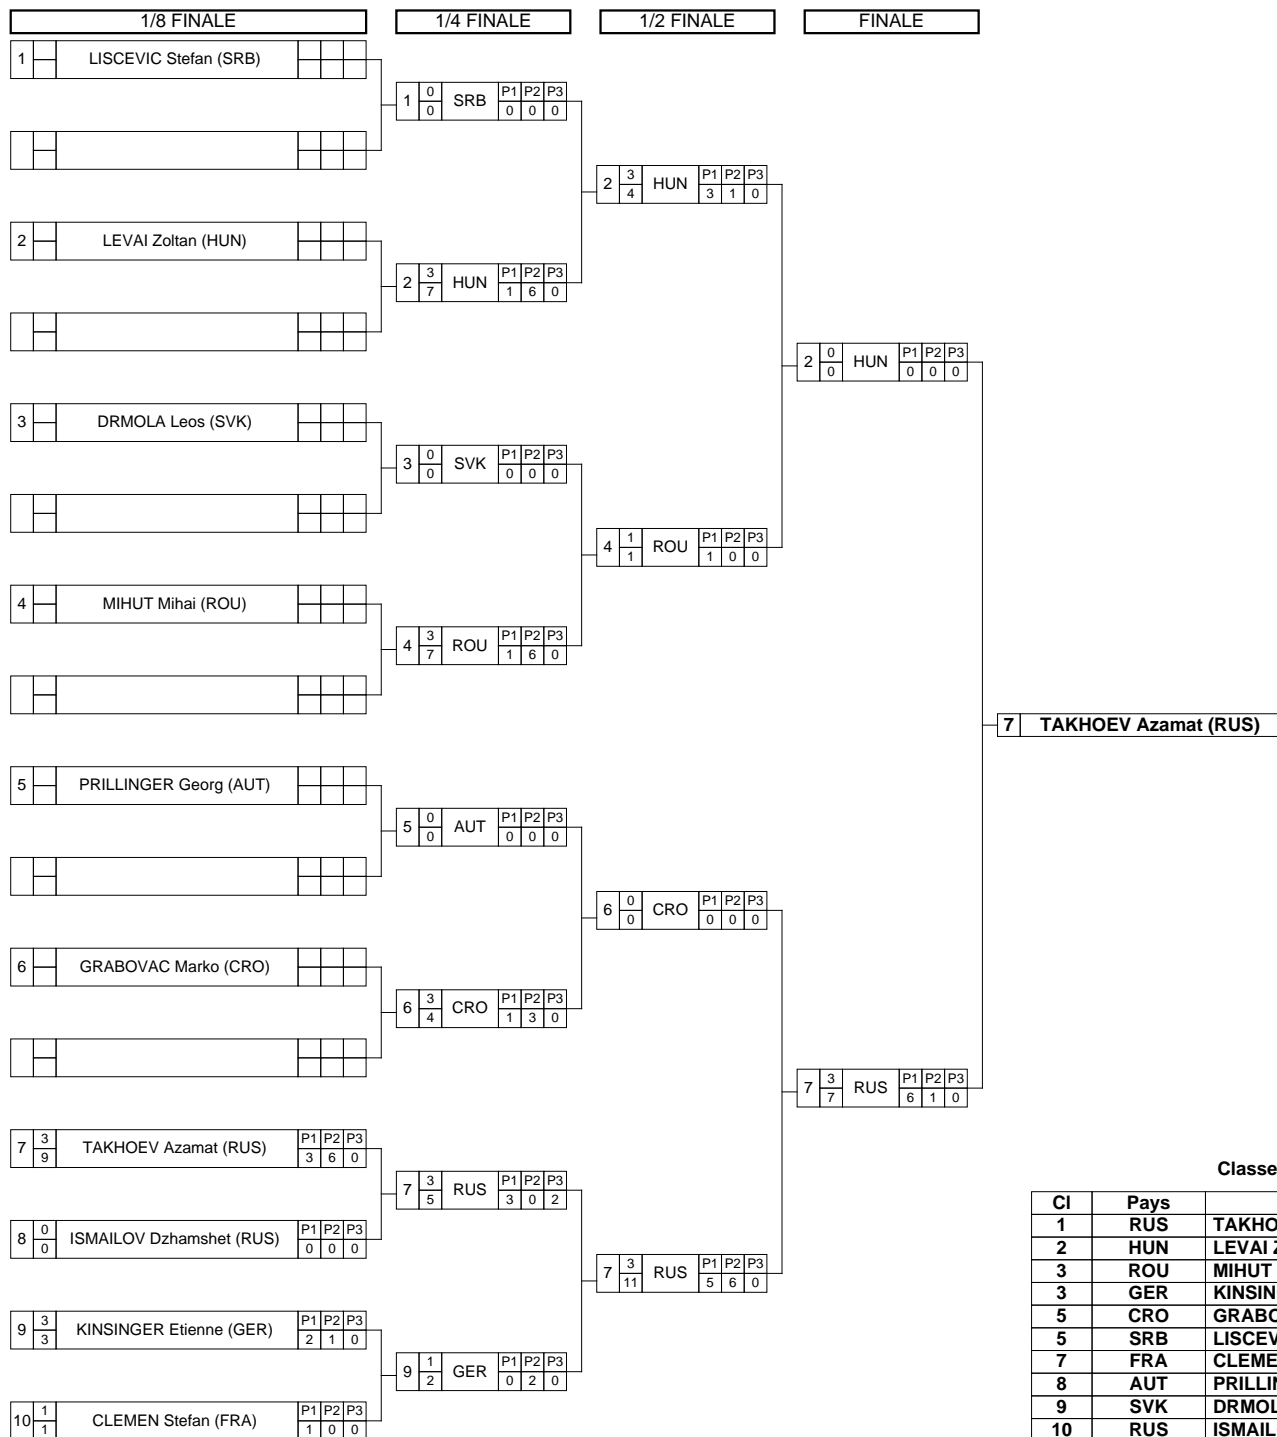 1/8 FINALE 1/4 FINALE 1/2 FINALE FINALE
1 LISCEVIC Stefan (SRB)
1 0 0 SRB P1 P2 P3 0 0 0
2 3 4 HUN P1 P2 P3 3 1 0
2 LEVAI Zoltan (HUN)
2 3 7 HUN P1 P2 P3 1 6 0
2 0 0 HUN P1 P2 P3 0 0 0
3 DRMOLA Leos (SVK)
3 0 0 SVK P1 P2 P3 0 0 0
4 1 1 ROU P1 P2 P3 1 0 0
4 MIHUT Mihai (ROU)
4 3 7 ROU P1 P2 P3 1 6 0
7 TAKHOEV Azamat (RUS)
5 PRILLINGER Georg (AUT)
5 0 0 AUT P1 P2 P3 0 0 0
6 0 0 CRO P1 P2 P3 0 0 0
6 GRABOVAC Marko (CRO)
6 3 4 CRO P1 P2 P3 1 3 0
7 3 7 RUS P1 P2 P3 6 1 0
7 3 9 TAKHOEV Azamat (RUS) P1 P2 P3 3 6 0
7 3 5 RUS P1 P2 P3 3 0 2
8 0 0 ISMAILOV Dzhamshet (RUS) P1 P2 P3 0 0 0
7 3 11 RUS P1 P2 P3 5 6 0
9 3 3 KINSINGER Etienne (GER) P1 P2 P3 2 1 0
9 1 2 GER P1 P2 P3 0 2 0
10 1 1 CLEMEN Stefan (FRA) P1 P2 P3 1 0 0
Classe
Cl Pays
1 RUS TAKHO
2 HUN LEVAI
3 ROU MIHUT
3 GER KINSIN
5 CRO GRABO
5 SRB LISCEV
7 FRA CLEME
8 AUT PRILLIN
9 SVK DRMOL
10 RUS ISMAIL